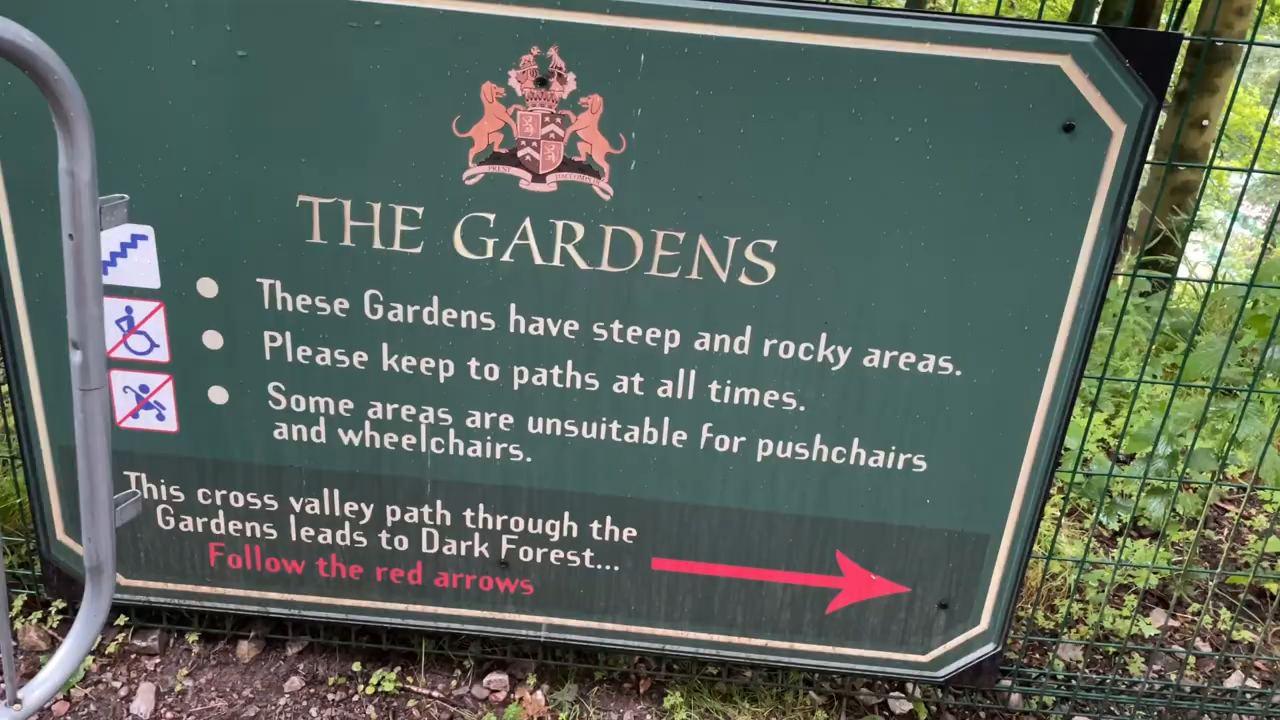 PREST
THE GARDENS
These Gardens have steep and rocky areas.
Please keep to paths at all times.
Some areas are unsuitable for pushchairs
and wheelchairs.
This cross valley path through the
Gardens leads to Dark Forest...
Follow the red arrows